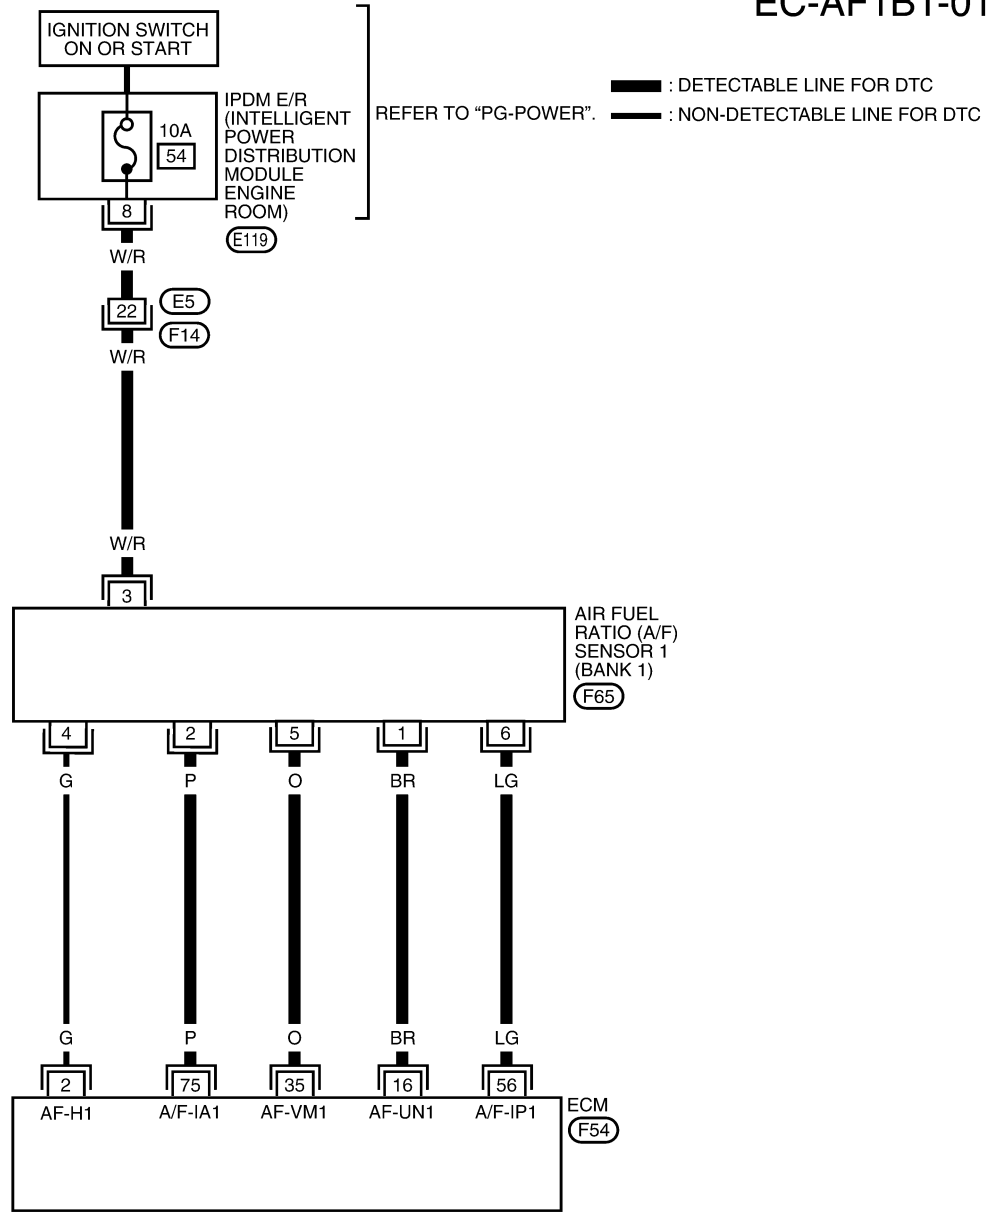 EC-AF1B1-01
IGNITION SWITCH
ON OR START
IPDM E/R
(INTELLIGENT
POWER
DISTRIBUTION
MODULE
ENGINE
ROOM)
E119
10A
54
8
REFER TO “PG-POWER”.
: DETECTABLE LINE FOR DTC
: NON-DETECTABLE LINE FOR DTC
W/R
22
E5
F14
W/R
W/R
3
AIR FUEL
RATIO (A/F)
SENSOR 1
(BANK 1)
F65
4 2 5 1 6
G P O BR LG
G P O BR LG
2 75 35 16 56
AF-H1 A/F-IA1 AF-VM1 AF-UN1 A/F-IP1
ECM
F54